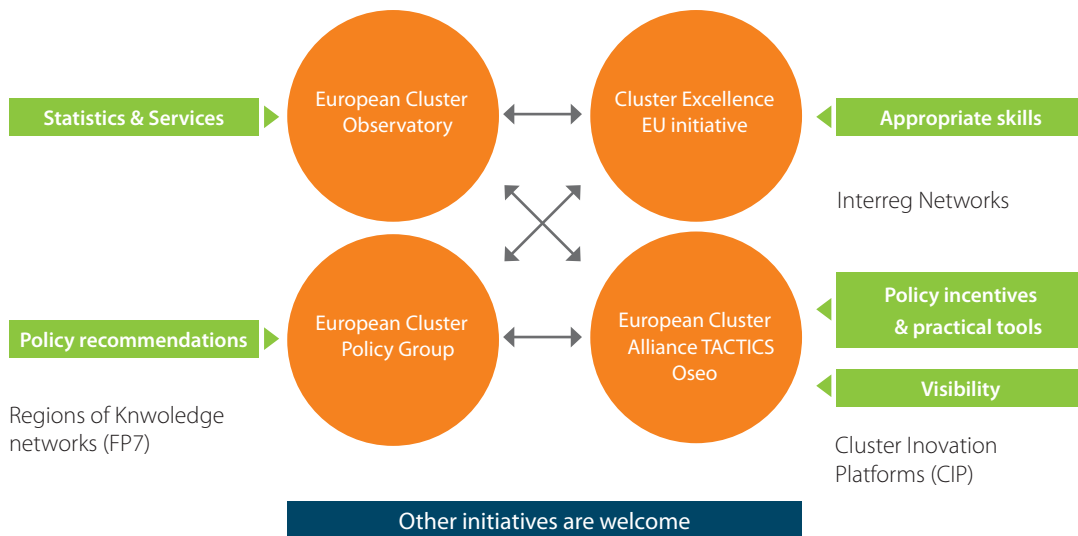 Statistics & Services
European Cluster
Observatory
Cluster Excellence
EU initiative
Appropriate skills
Interreg Networks
Policy recommendations
European Cluster
Policy Group
European Cluster
Alliance TACTICS
Oseo
Policy incentives
& practical tools
Visibility
Regions of Knwoledge
networks (FP7)
Cluster Inovation
Platforms (CIP)
Other initiatives are welcome